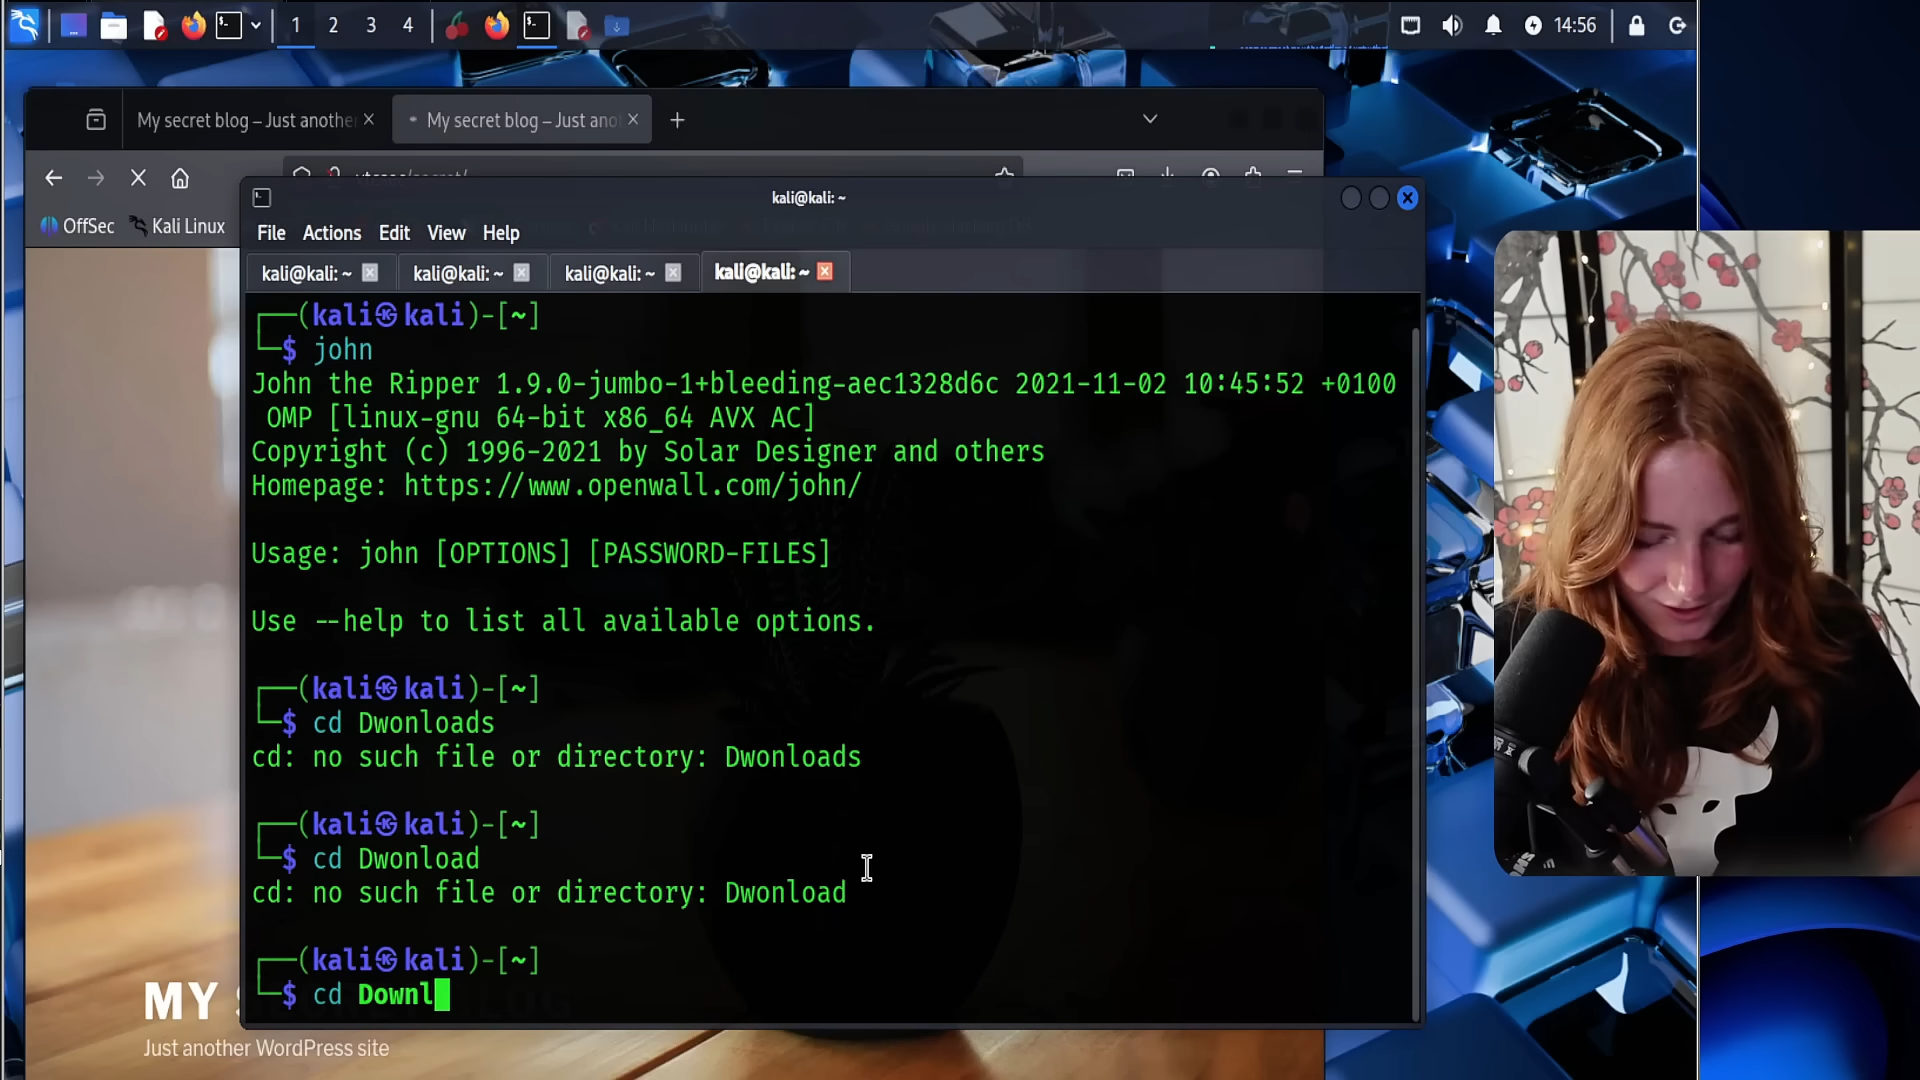 1 2 3 4
14:56
My secret blog – Just anothe
My secret blog – Just ano
OffSec Kali Linux
kali@kali: ~
File Actions Edit View Help
kali@kali: ~ kali@kali: ~ kali@kali: ~ kali@kali: ~
(kali㉿kali)-[~]
$ john
John the Ripper 1.9.0-jumbo-1+bleeding-aec1328d6c 2021-11-02 10:45:52 +0100
OMP [linux-gnu 64-bit x86_64 AVX AC]
Copyright (c) 1996-2021 by Solar Designer and others
Homepage: https://www.openwall.com/john/
Usage: john [OPTIONS] [PASSWORD-FILES]
Use --help to list all available options.
(kali㉿kali)-[~]
$ cd Dwonloads
cd: no such file or directory: Dwonloads
(kali㉿kali)-[~]
$ cd Dwonload
cd: no such file or directory: Dwonload
(kali㉿kali)-[~]
$ cd Downl
MY
Just another WordPress site